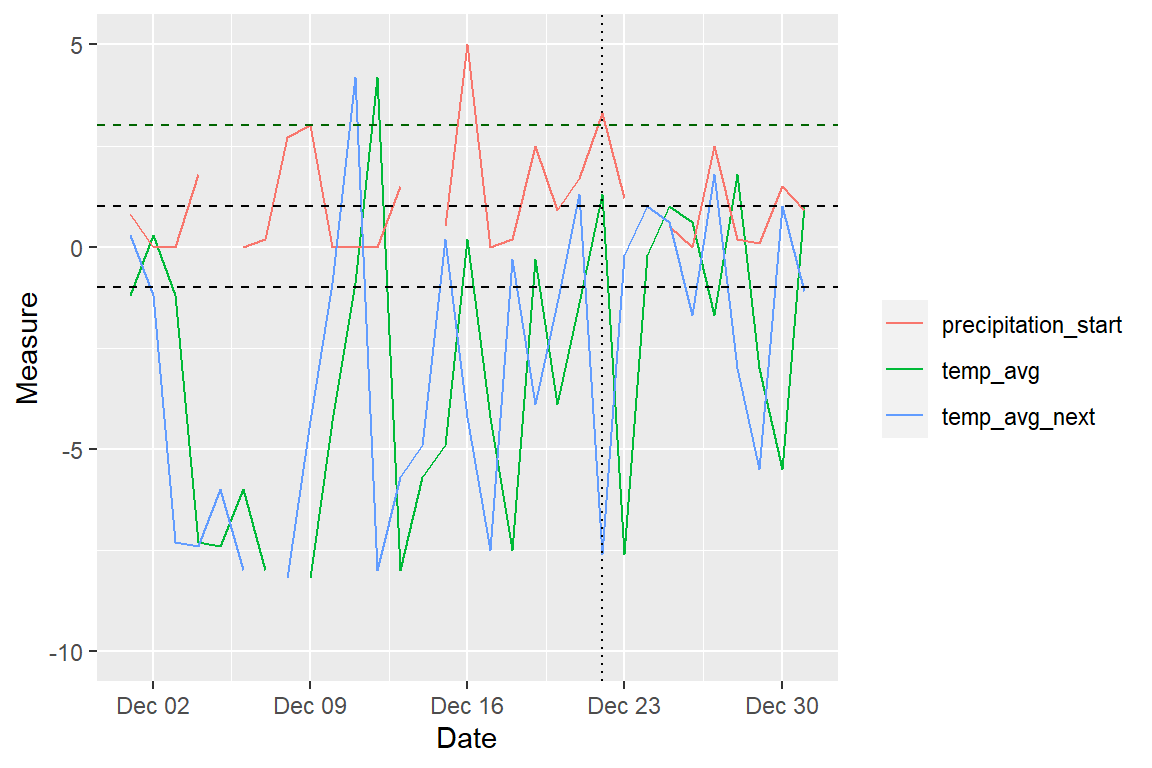 5
0
-5
-10
Measure
Dec 02
Dec 09
Dec 16
Dec 23
Dec 30
Date
precipitation_start
temp_avg
temp_avg_next